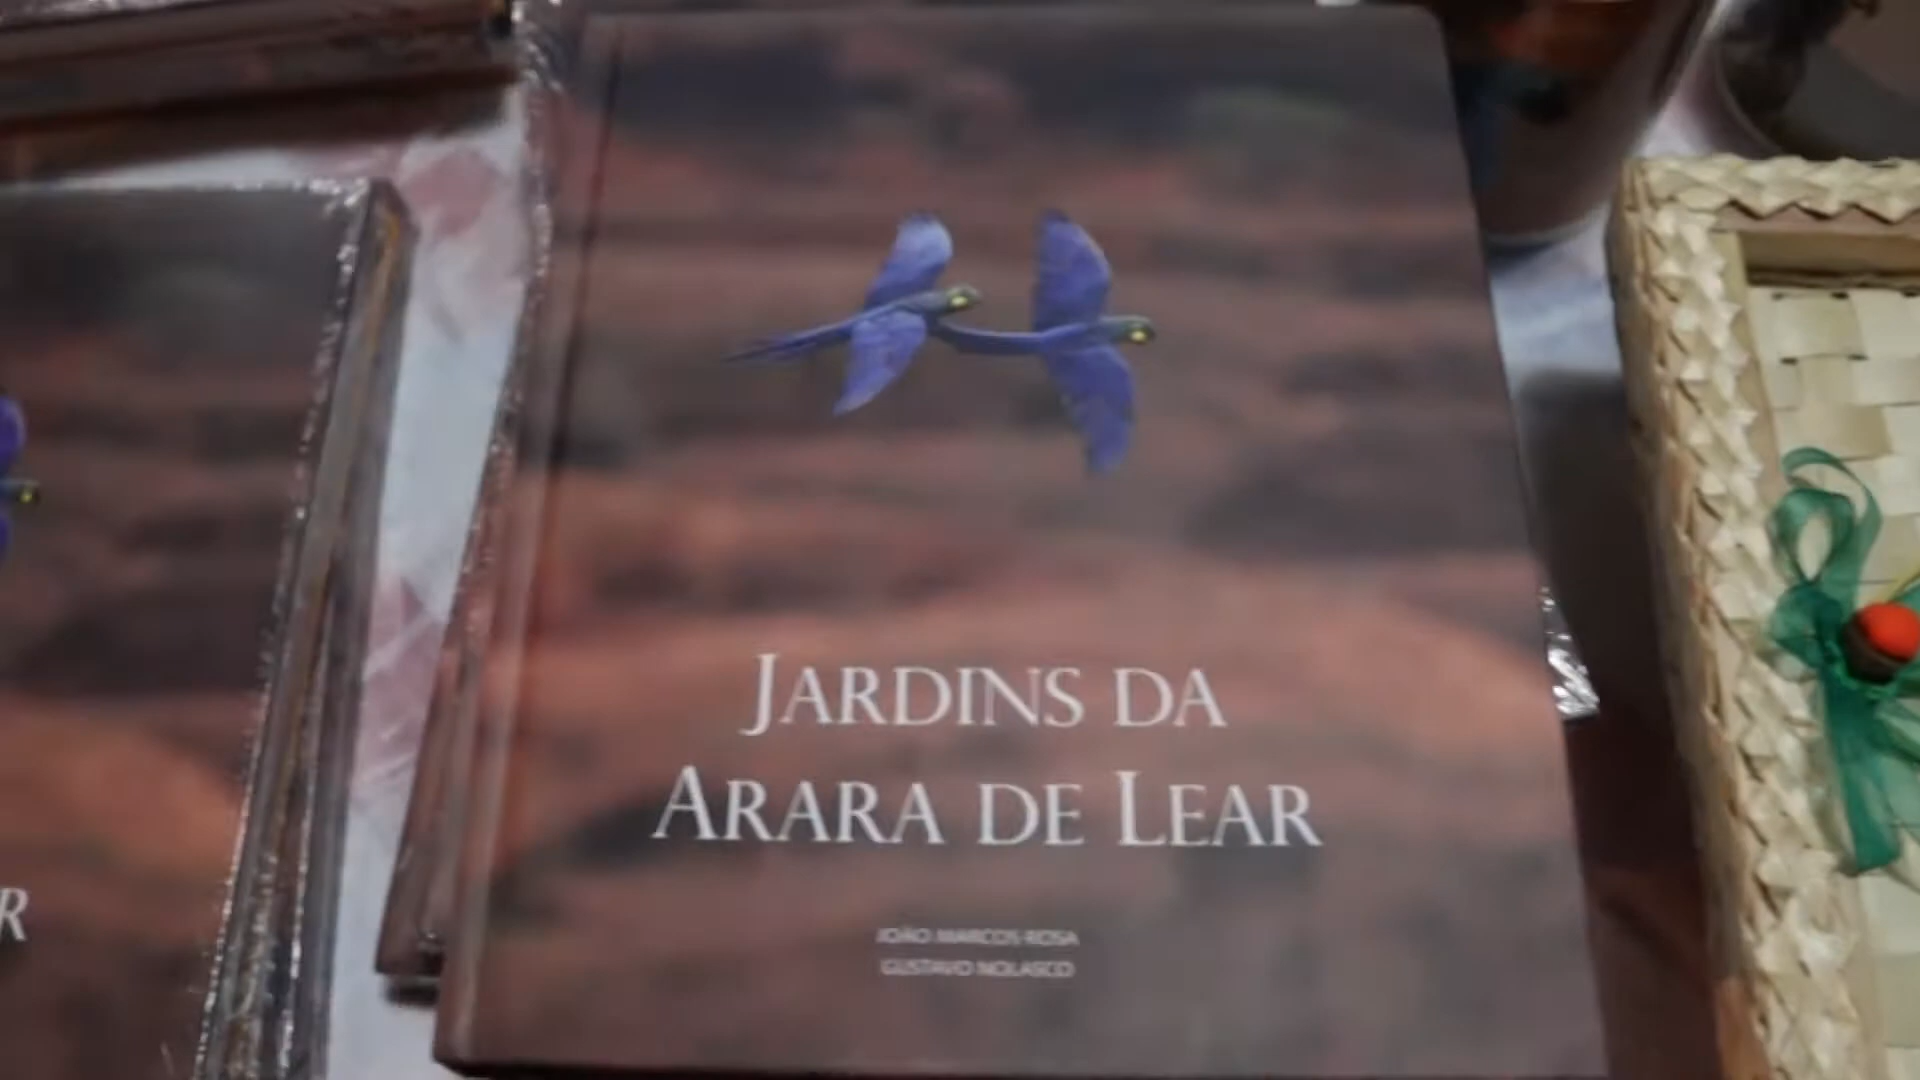 JARDINS DA
ARARA DE LEAR
JOÃO MARCOS ROSA
GUSTAVO NOLASCO
R